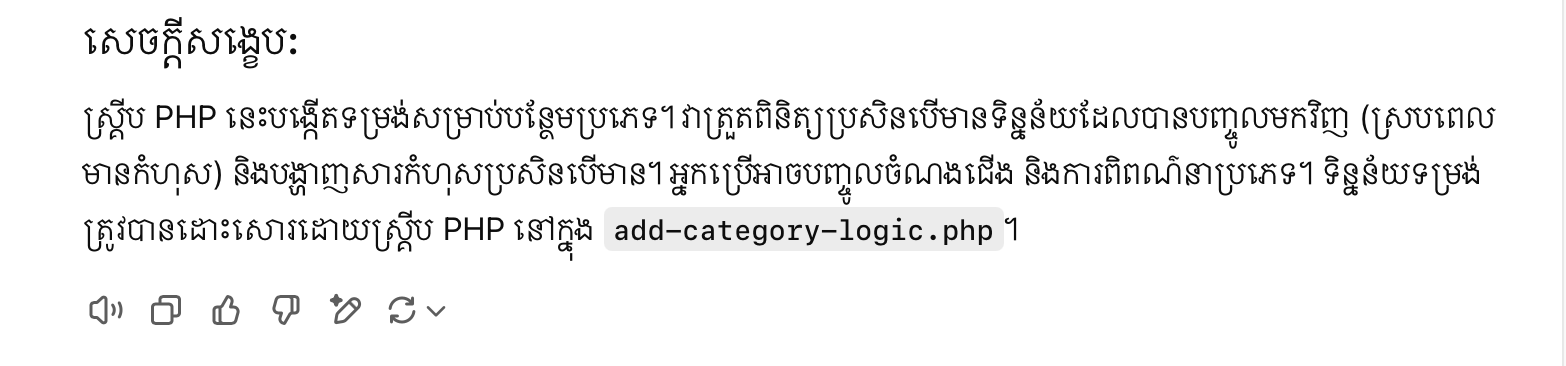 សេចក្តីសង្ខេប:
ស្គ្រីប PHP នេះបង្កើតទម្រង់សម្រាប់បន្ថែមប្រភេទ។ វាត្រួតពិនិត្យប្រសិនបើមានទិន្នន័យដែលបានបញ្ចូលមកវិញ (ស្របពេល
មានកំហុស) និងបង្ហាញសារកំហុសប្រសិនបើមាន។ អ្នកប្រើអាចបញ្ចូលចំណងជើង និងការពិពណ៌នាប្រភេទ។ ទិន្នន័យទម្រង់
ត្រូវបានដោះសោរដោយស្គ្រីប PHP នៅក្នុង add-category-logic.php។